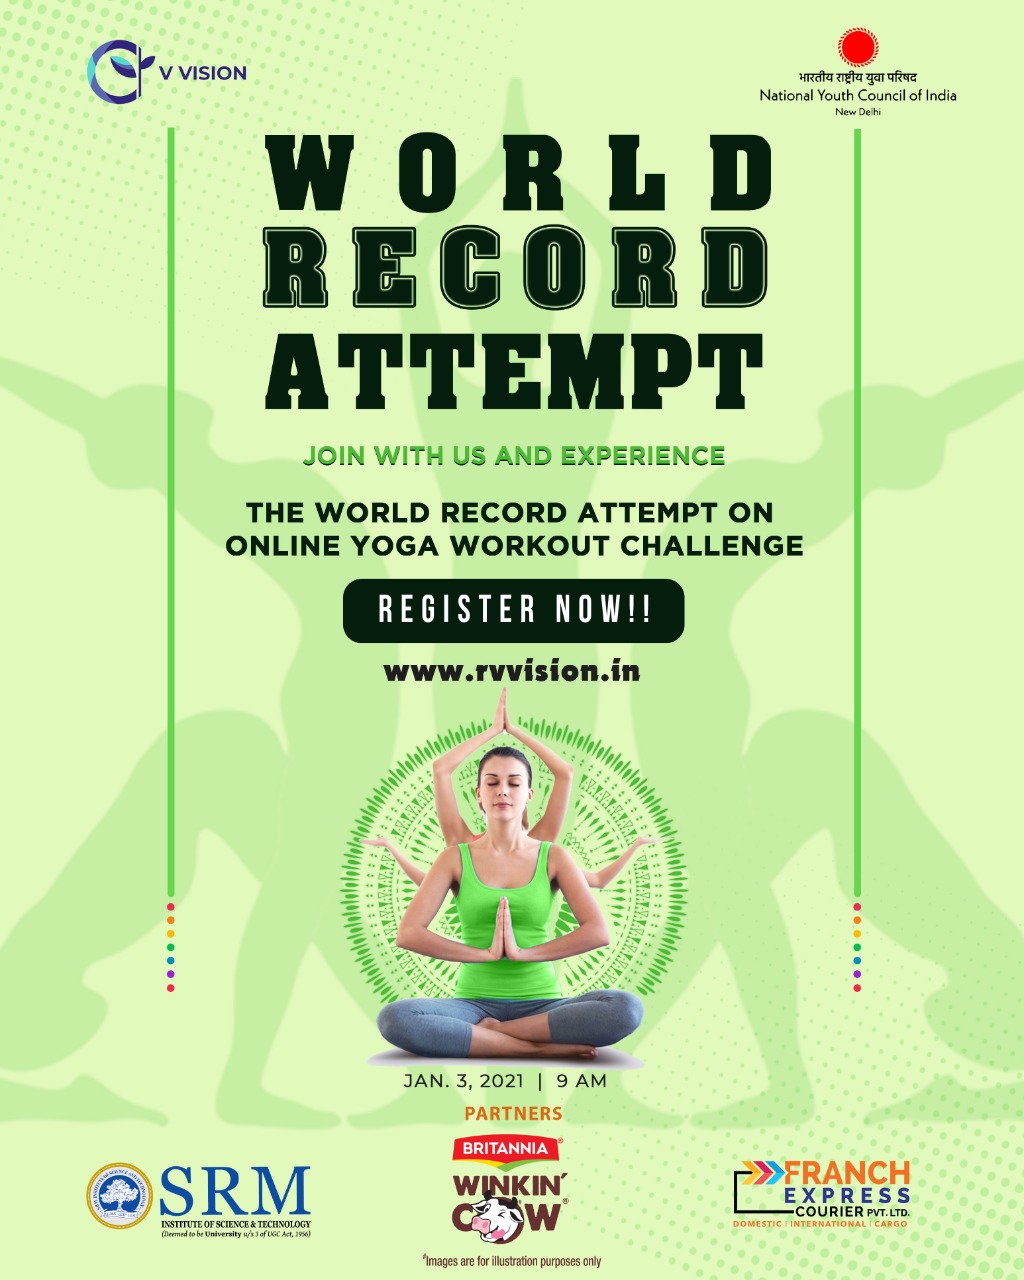 V VISION
भारतीय राष्ट्रीय युवा परिषद
National Youth Council of India
New Delhi
WORLD
RECORD
ATTEMPT
JOIN WITH US AND EXPERIENCE
THE WORLD RECORD ATTEMPT ON
ONLINE YOGA WORKOUT CHALLENGE
REGISTER NOW!!
www.rvvision.in
JAN. 3, 2021 | 9 AM
PARTNERS
BRITANNIA®
WINKIN'
COW®
SRM
INSTITUTE OF SCIENCE & TECHNOLOGY
(Deemed to be University u/s 3 of UGC Act, 1956)
FRANCH
EXPRESS
COURIER PVT. LTD.
DOMESTIC | INTERNATIONAL | CARGO
#Images are for illustration purposes only